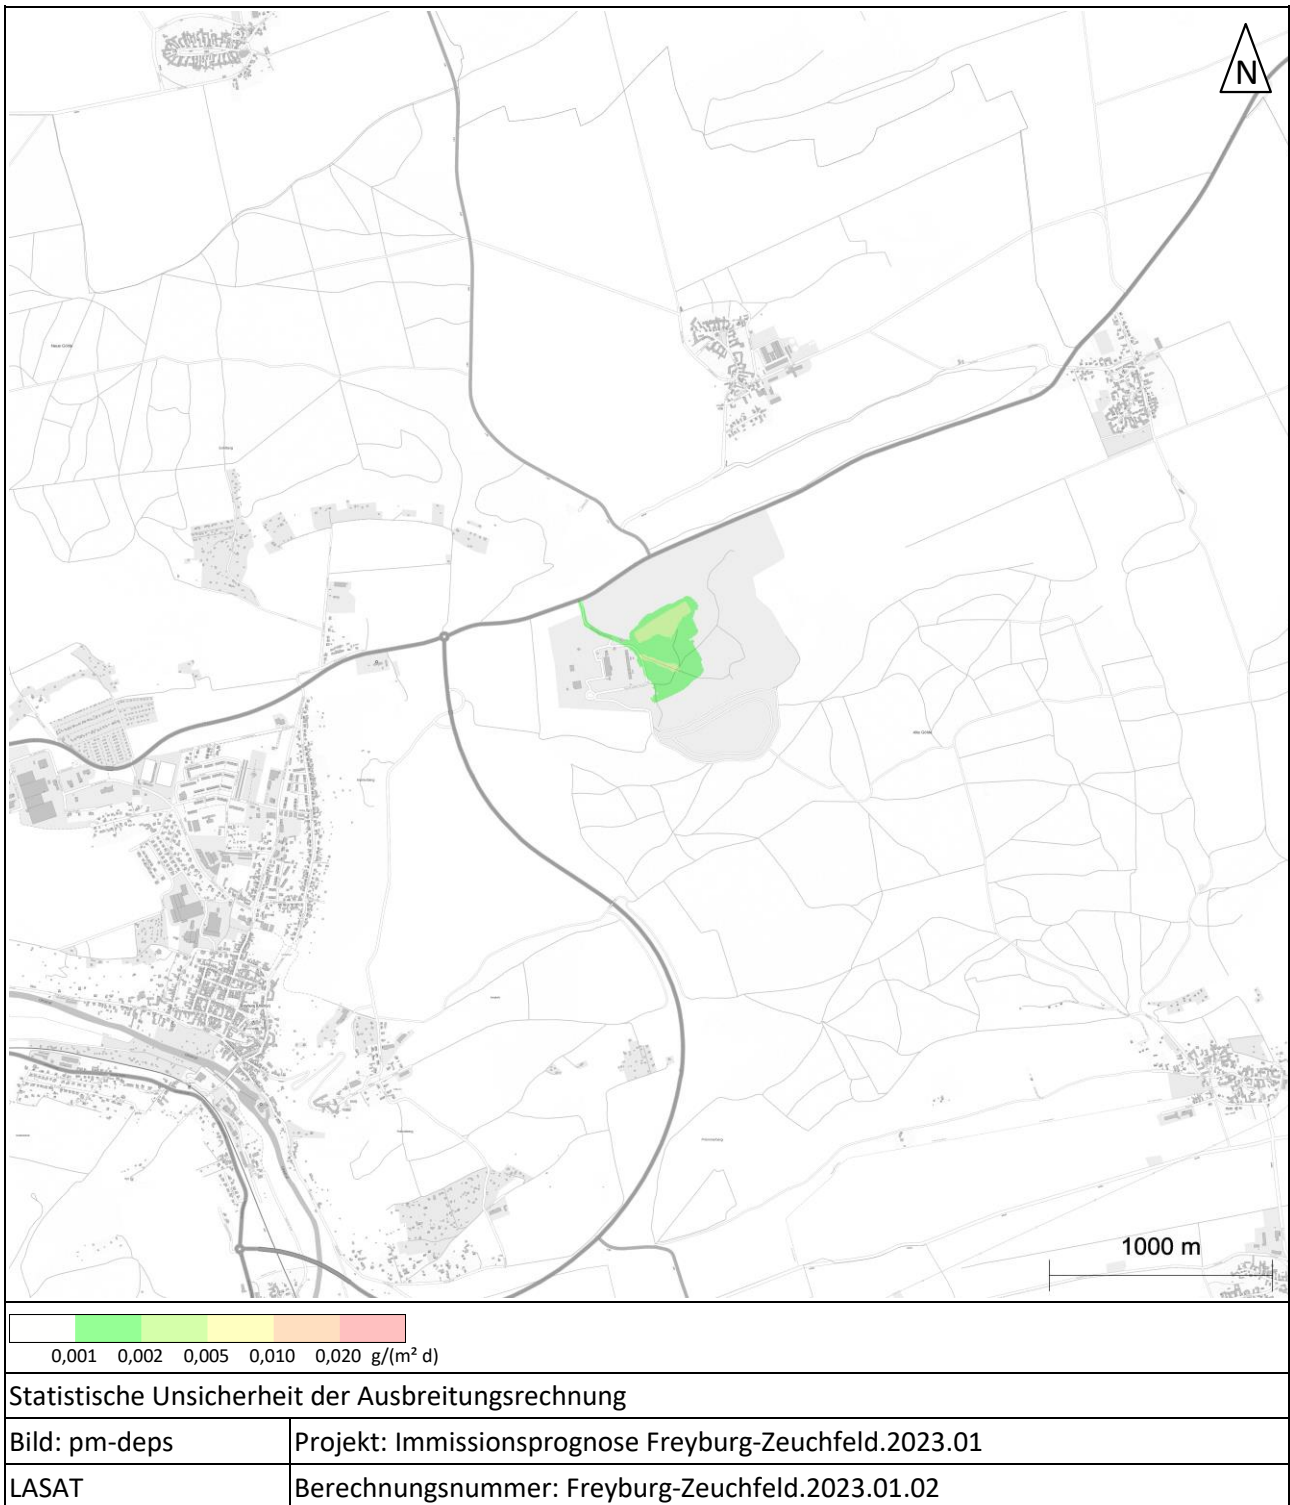 N
1000 m
0,001 0,002 0,005 0,010 0,020 g/(m² d)
Statistische Unsicherheit der Ausbreitungsrechnung
Bild: pm-deps
Projekt: Immissionsprognose Freyburg-Zeuchfeld.2023.01
LASAT
Berechnungsnummer: Freyburg-Zeuchfeld.2023.01.02